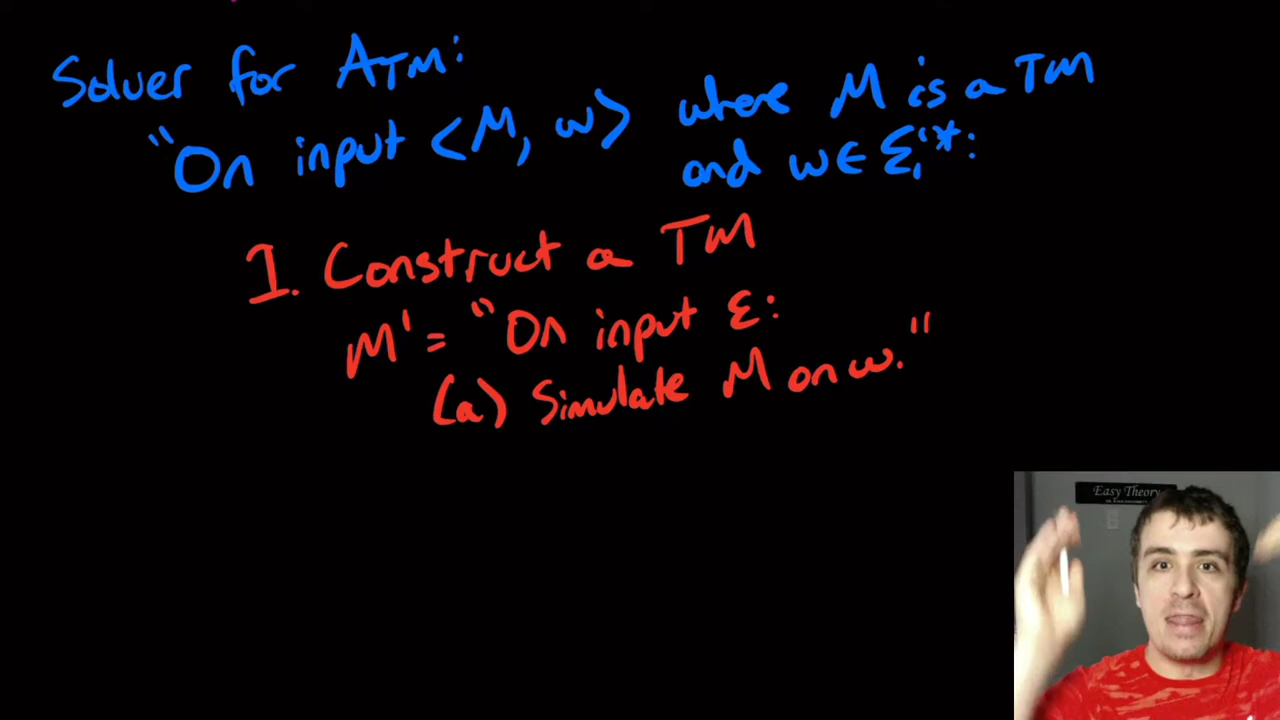 Solver for ATM:
"On input <M, w> where M is a TM
and w∈Σ'*:
1. Construct a TM
M' = "On input ε:
(a) Simulate M on w."
Easy Theory